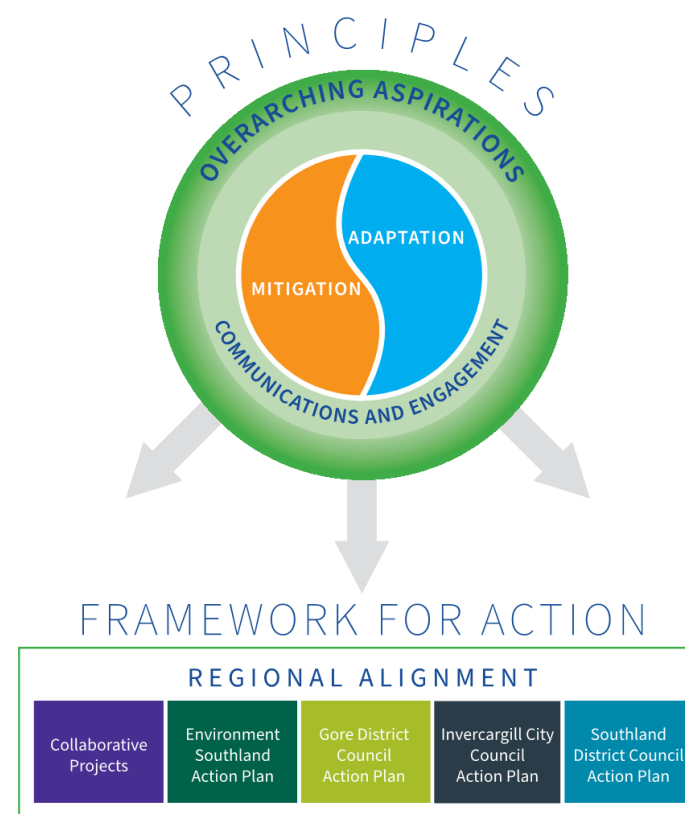 PRINCIPLES
OVERARCHING ASPIRATIONS
ADAPTATION
MITIGATION
COMMUNICATIONS AND ENGAGEMENT
FRAMEWORK FOR ACTION
REGIONAL ALIGNMENT
Collaborative
Projects
Environment
Southland
Action Plan
Gore District
Council
Action Plan
Invercargill City
Council
Action Plan
Southland
District Council
Action Plan